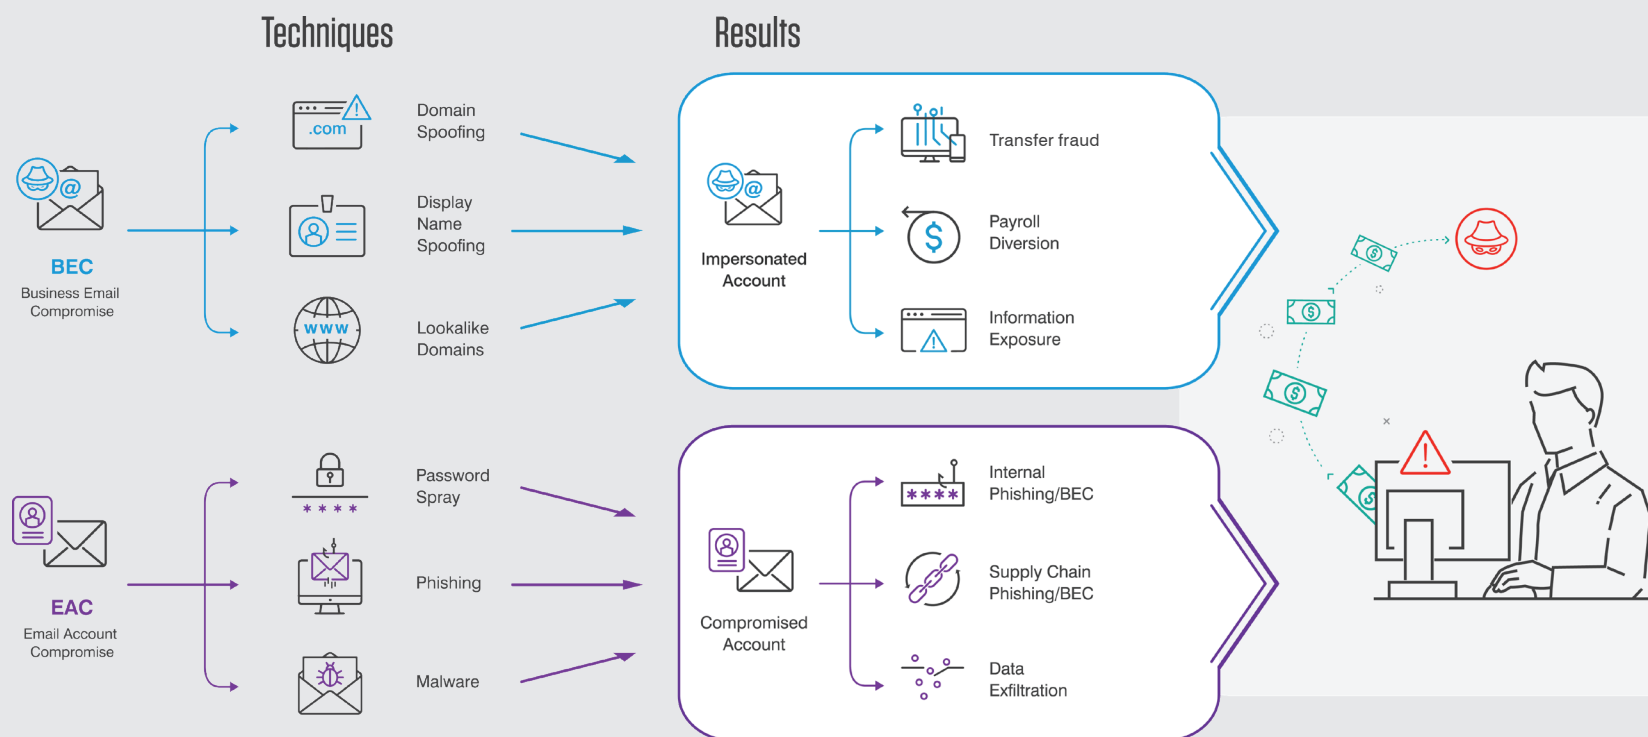 Techniques
Results
.com
Domain
Spoofing
@
BEC
Business Email
Compromise
Display
Name
Spoofing
www
Lookalike
Domains
@
Impersonated
Account
Transfer fraud
$
Payroll
Diversion
Information
Exposure
$
$
$
$
EAC
Email Account
Compromise
* * * *
Password
Spray
Phishing
Malware
Compromised
Account
****
Internal
Phishing/BEC
Supply Chain
Phishing/BEC
Data
Exfiltration